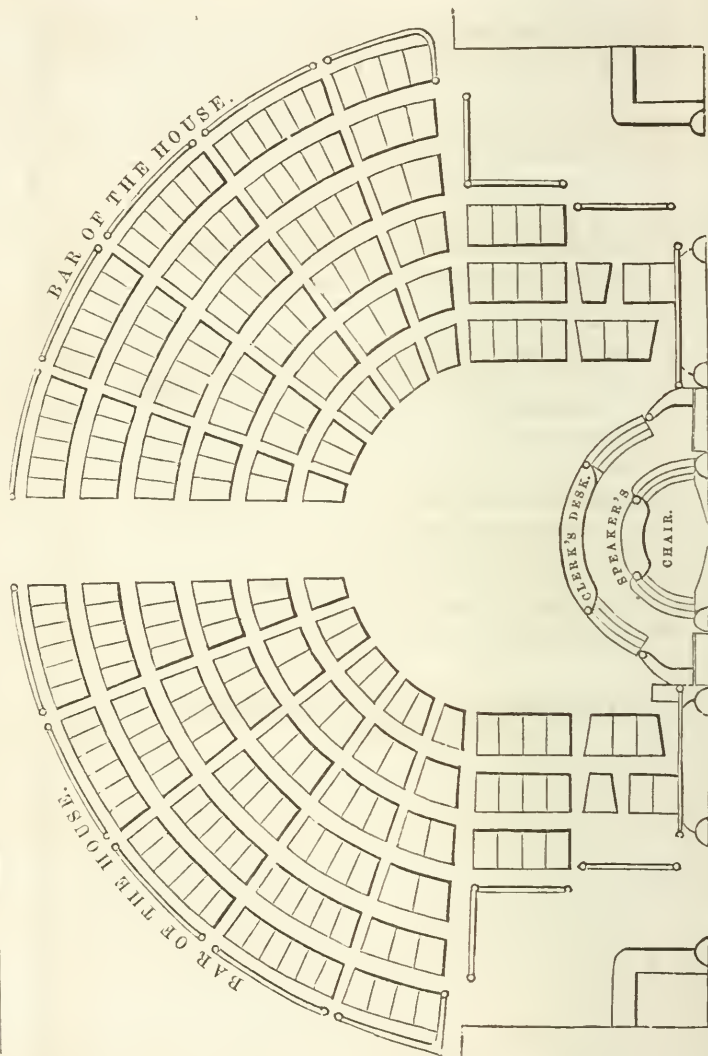 BAR OF THE HOUSE.
CLERK'S DESK.
SPEAKER'S
CHAIR.
BAR OF THE HOUSE.